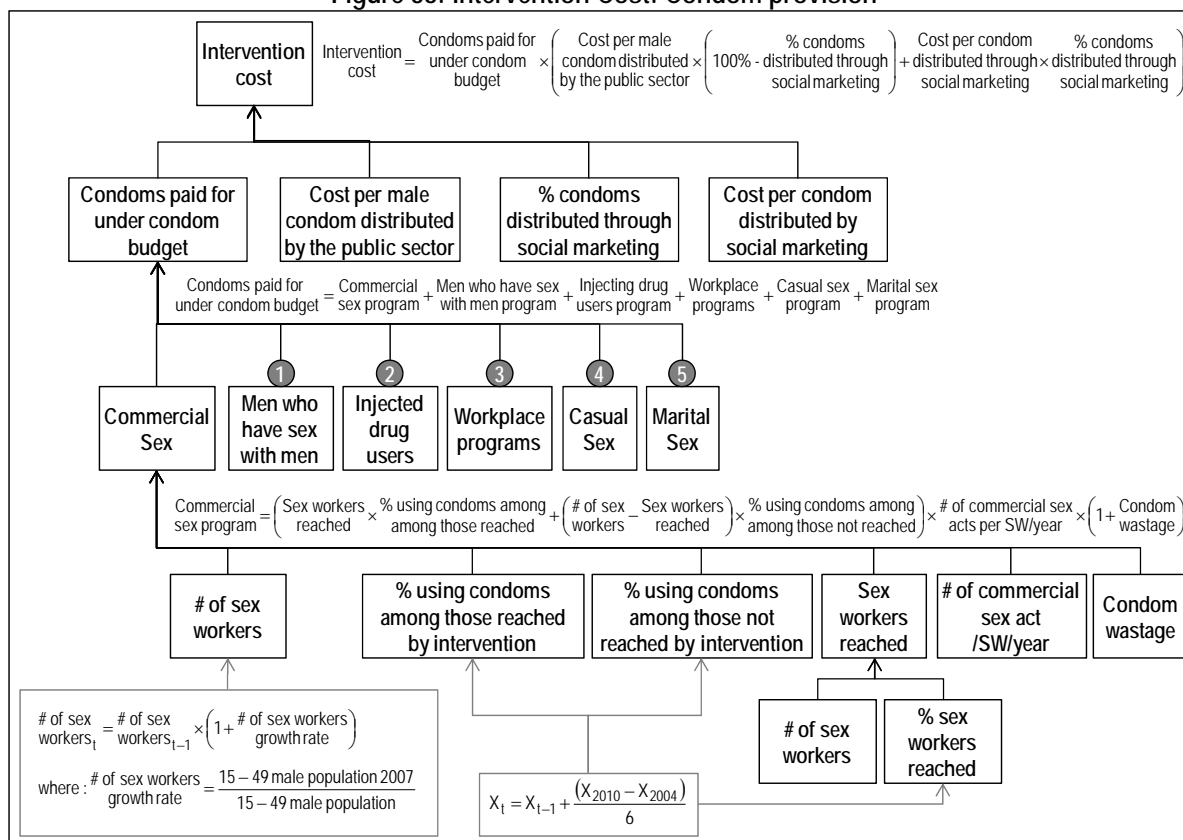 Figure 33: Intervention Cost: Condom provision
Intervention
cost
Intervention
cost
=
Condoms paid for
under condom
budget
×
(
Cost per male
condom distributed
by the public sector
×
(
100% -
% condoms
distributed through
social marketing
)
+
Cost per condom
distributed through
social marketing
×
% condoms
distributed through
social marketing
)
Condoms paid for
under condom
budget
Cost per male
condom distributed
by the public sector
% condoms
distributed through
social marketing
Cost per condom
distributed by
social marketing
Condoms paid for
under condom budget
=
Commercial
sex program
+
Men who have sex
with men program
+
Injecting drug
users program
+
Workplace
programs
+
Casual sex
program
+
Marital sex
program
1
2
3
4
5
Commercial
Sex
Men who
have sex
with men
Injected
drug
users
Workplace
programs
Casual
Sex
Marital
Sex
Commercial
sex program
=
(
Sex workers
reached
×
% using condoms among
among those reached
+
(
# of sex
workers
−
Sex workers
reached
)
×
% using condoms among
among those not reached
)
×
# of commercial sex
acts per SW/year
×
(
1+
Condom
wastage
)
# of sex
workers
% using condoms
among those reached
by intervention
% using condoms
among those not
reached by intervention
Sex
workers
reached
# of commercial
sex act
/SW/year
Condom
wastage
# of sex
workers t
=
# of sex
workers t−1
×
(
1+
# of sex workers
growth rate
)
where :
# of sex workers
growth rate
=
15 – 49 male population 2007
15 – 49 male population
X t = X t−1 + (X 2010 − X 2004)
6
# of sex
workers
% sex
workers
reached